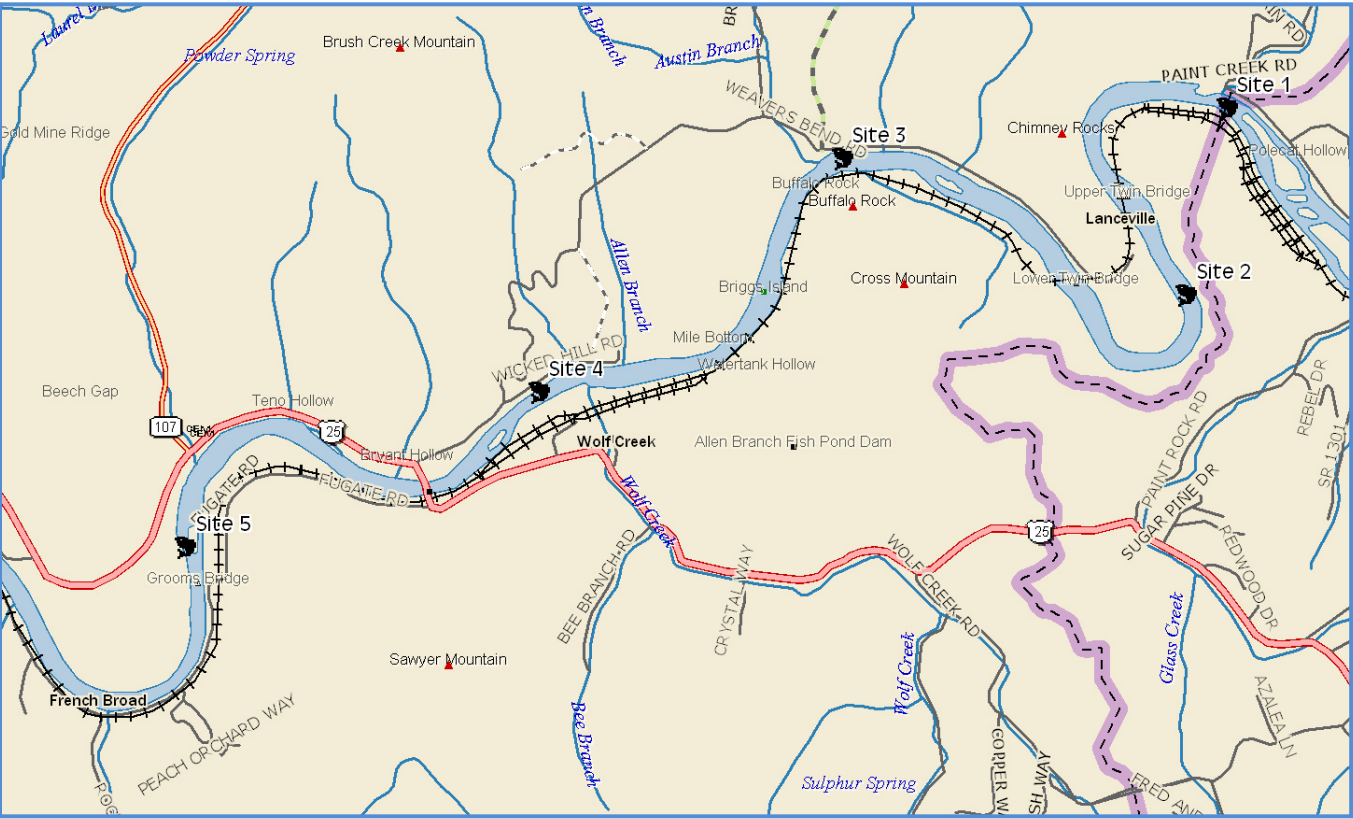 Laurel
Powder Spring
Brush Creek Mountain
Branch
Austin Branch
BR
PAINT CREEK RD
Site 1
WEAVERS BEND RD
Gold Mine Ridge
Site 3
Chimney Rocks
Polecat Hollow
Buffalo Rock
Buffalo Rock
Upper Twin Bridge
Lanceville
Allen Branch
Cross Mountain
Lower Twin Bridge
Site 2
Briggs Island
Mile Bottom
WICKED HILL RD
Site 4
Watertank Hollow
Beech Gap
Teno Hollow
REBEL DR
107
CEM
25
Bryant Hollow
Wolf Creek
Allen Branch Fish Pond Dam
PAINT ROCK RD
SR 1301
FUGATE RD
FUGATE RD
Wolf Creek
SUGAR PINE DR
Site 5
25
Grooms Bridge
BEE BRANCH RD
CRYSTAL WAY
WOLF CREEK RD
REDWOOD DR
Sawyer Mountain
Wolf Creek
Glass Creek
French Broad
PEACH ORCHARD WAY
Bee Branch
AZALEA LN
Sulphur Spring
COPPER W
SH WAY
FRED AND